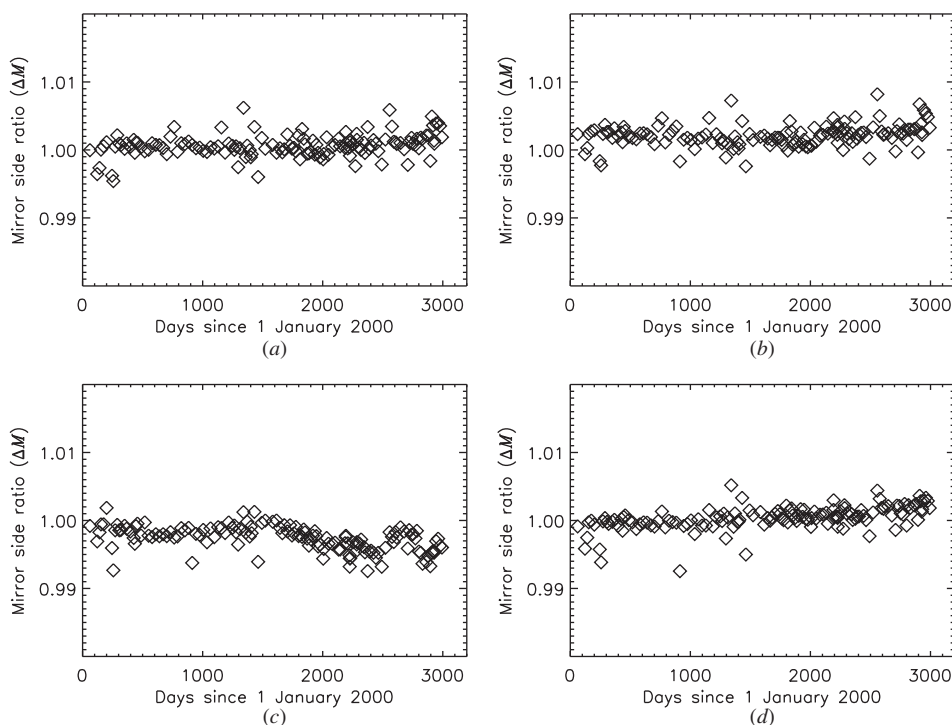 1.01
1.00
0.99
Mirror side ratio (ΔM)
0 1000 2000 3000
Days since 1 January 2000
(a)
1.01
1.00
0.99
Mirror side ratio (ΔM)
0 1000 2000 3000
Days since 1 January 2000
(b)
1.01
1.00
0.99
Mirror side ratio (ΔM)
0 1000 2000 3000
Days since 1 January 2000
(c)
1.01
1.00
0.99
Mirror side ratio (ΔM)
0 1000 2000 3000
Days since 1 January 2000
(d)